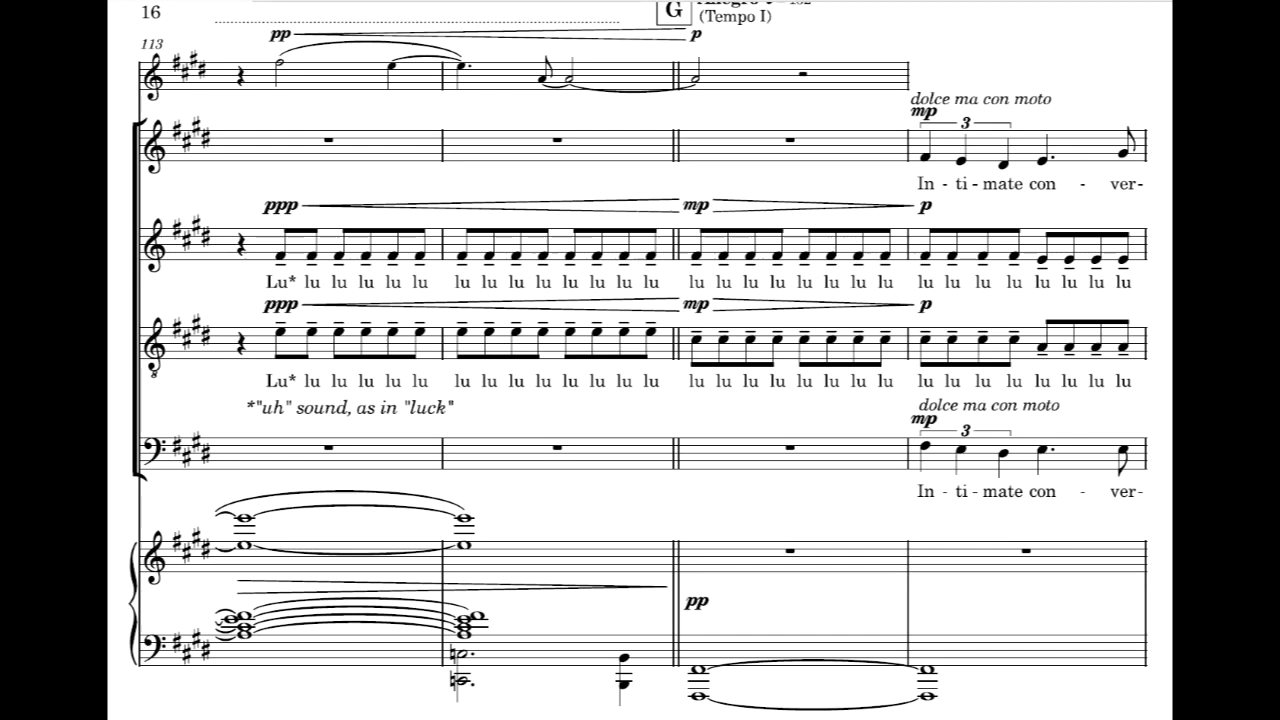 16
G
(Tempo I)
113
pp p
dolce ma con moto
mp
3
In - ti - mate con - ver-
ppp mp p
Lu* lu lu lu lu lu lu lu lu lu lu lu lu lu lu lu lu lu lu lu lu lu lu lu lu lu lu lu lu lu
ppp mp p
Lu* lu lu lu lu lu lu lu lu lu lu lu lu lu lu lu lu lu lu lu lu lu lu lu lu lu lu lu lu lu
*"uh" sound, as in "luck"
dolce ma con moto
mp
3
In - ti - mate con - ver-
pp